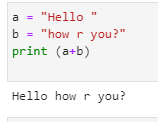 a = "Hello "
b = "how r you?"
print (a+b)
Hello how r you?